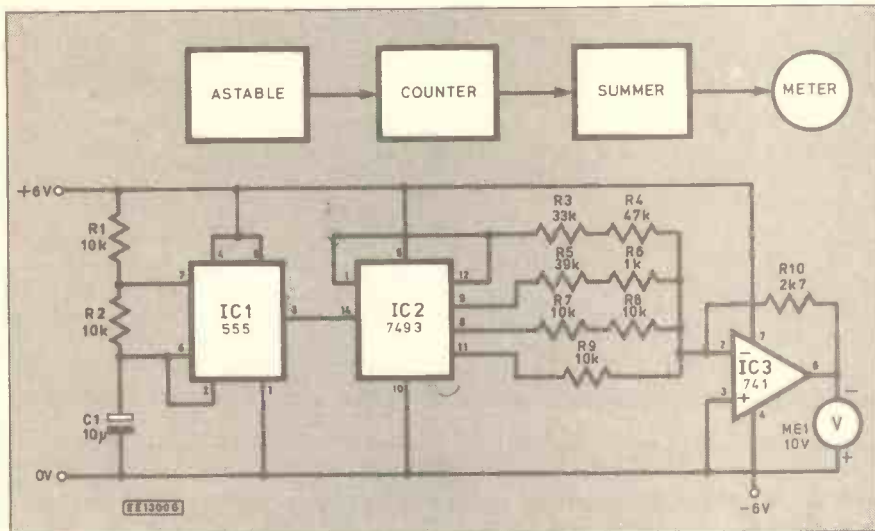 ASTABLE
COUNTER
SUMMER
METER
+6V
R1
10k
R2
10k
C1
10µ
0V
7
6
2
4
8
3
1
IC1
555
14
1
5
12
9
8
11
10
IC2
7493
R3
33k
R4
47k
R5
39k
R6
1k
R7
10k
R8
10k
R9
10k
R10
2k7
2
3
7
6
4
−
+
IC3
741
−
V
+
ME1
10V
−6V
EE1300G